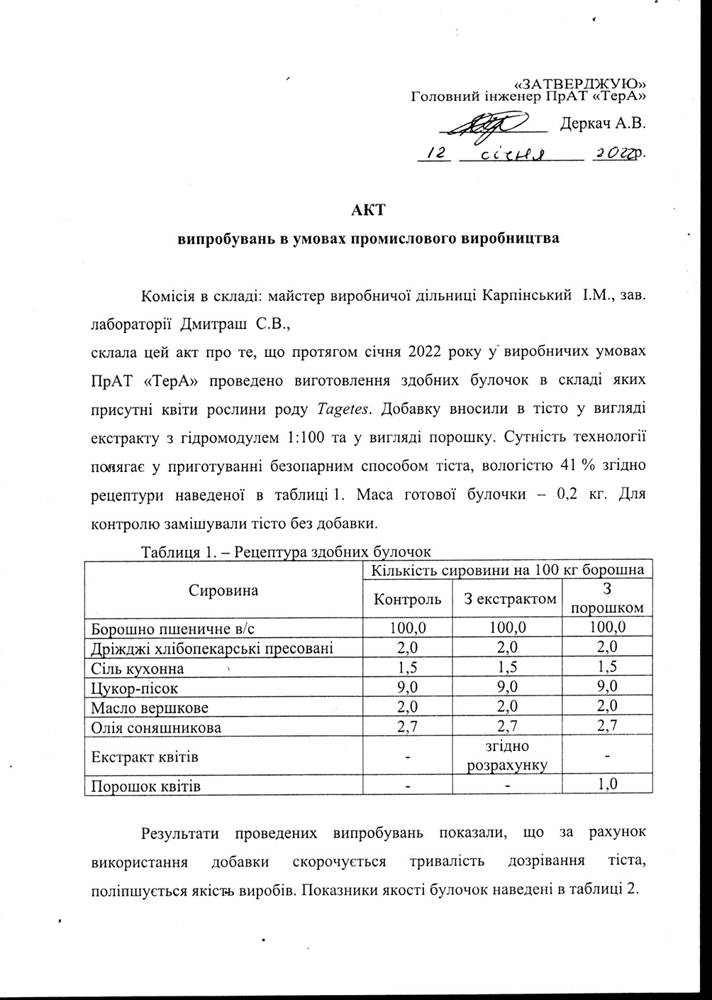 «ЗАТВЕРДЖУЮ»
Головний інженер ПрАТ «ТерА»
Деркач А.В.
12 січня 2022р.
АКТ
випробувань в умовах промислового виробництва
Комісія в складі: майстер виробничої дільниці Карпінський І.М., зав.
лабораторії Дмитраш С.В.,
склала цей акт про те, що протягом січня 2022 року у виробничих умовах
ПрАТ «ТерА» проведено виготовлення здобних булочок в складі яких
присутні квіти рослини роду Tagetes. Добавку вносили в тісто у вигляді
екстракту з гідромодулем 1:100 та у вигляді порошку. Сутність технології
полягає у приготуванні безопарним способом тіста, вологістю 41 % згідно
рецептури наведеної в таблиці 1. Маса готової булочки – 0,2 кг. Для
контролю замішували тісто без добавки.
Таблиця 1. – Рецептура здобних булочок
Сировина
Кількість сировини на 100 кг борошна
Контроль З екстрактом З
порошком
Борошно пшеничне в/с 100,0 100,0 100,0
Дріжджі хлібопекарські пресовані 2,0 2,0 2,0
Сіль кухонна 1,5 1,5 1,5
Цукор-пісок 9,0 9,0 9,0
Масло вершкове 2,0 2,0 2,0
Олія соняшникова 2,7 2,7 2,7
Екстракт квітів - згідно
розрахунку -
Порошок квітів - - 1,0
Результати проведених випробувань показали, що за рахунок
використання добавки скорочується тривалість дозрівання тіста,
поліпшується якість виробів. Показники якості булочок наведені в таблиці 2.